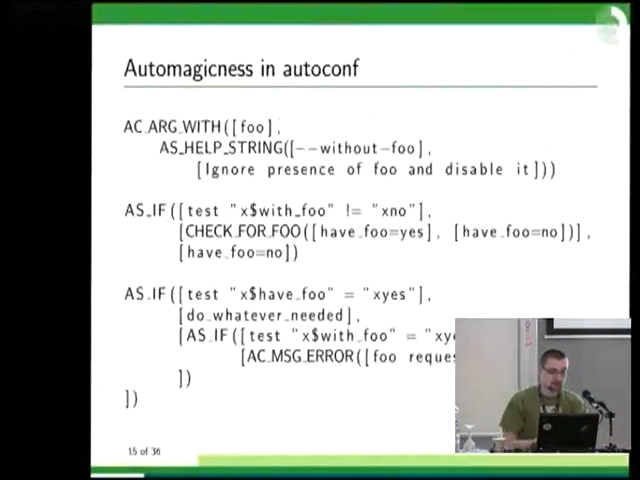 Automagicness in autoconf
AC_ARG_WITH([foo],
AS_HELP_STRING([--without-foo],
[Ignore presence of foo and disable it]))
AS_IF([test "x$with_foo" != "xno"],
[CHECK_FOR_FOO([have_foo=yes], [have_foo=no])],
[have_foo=no])
AS_IF([test "x$have_foo" = "xyes"],
[do_whatever_needed],
[AS_IF([test "x$with_foo" = "xye
[AC_MSG_ERROR([foo reque
])
])
15 of 36